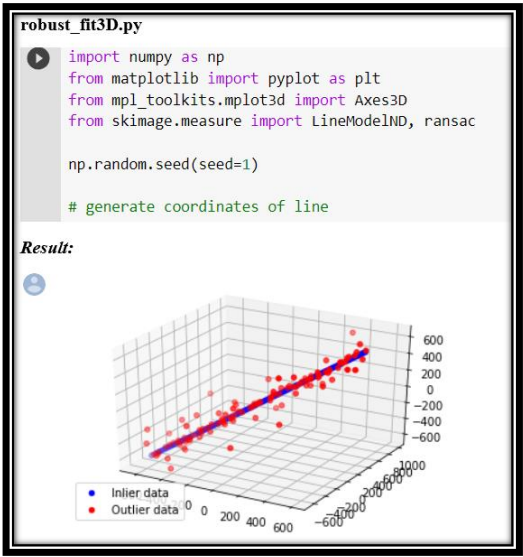 robust_fit3D.py
import numpy as np
from matplotlib import pyplot as plt
from mpl_toolkits.mplot3d import Axes3D
from skimage.measure import LineModelND, ransac
np.random.seed(seed=1)
# generate coordinates of line
Result:
600
400
200
0
−200
−400
−600
1000
800
600
400
200
0
−200
−400
−600
0
200
400
600
Inlier data
Outlier data